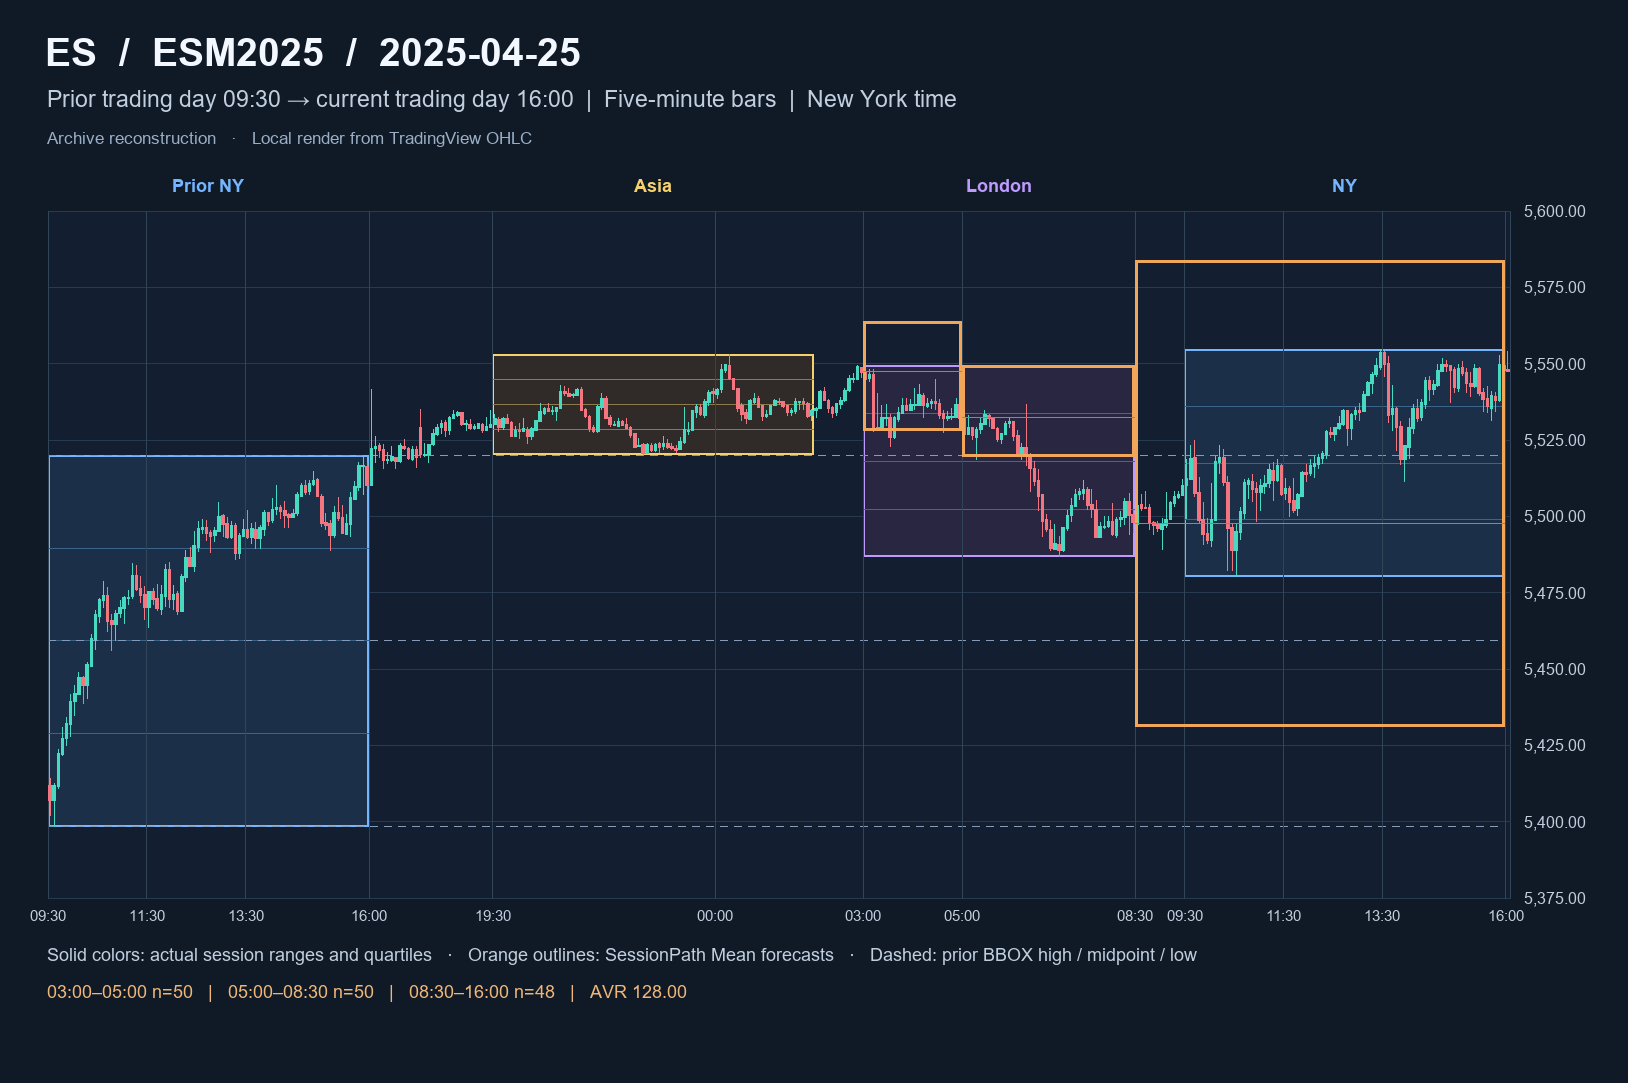 ES / ESM2025 / 2025-04-25
Prior trading day 09:30 → current trading day 16:00 | Five-minute bars | New York time
Archive reconstruction · Local render from TradingView OHLC
Prior NY Asia London NY
5,600.00
5,575.00
5,550.00
5,525.00
5,500.00
5,475.00
5,450.00
5,425.00
5,400.00
5,375.00
09:30 11:30 13:30 16:00 19:30 00:00 03:00 05:00 08:30 09:30 11:30 13:30 16:00
Solid colors: actual session ranges and quartiles · Orange outlines: SessionPath Mean forecasts · Dashed: prior BBOX high / midpoint / low
03:00–05:00 n=50 | 05:00–08:30 n=50 | 08:30–16:00 n=48 | AVR 128.00